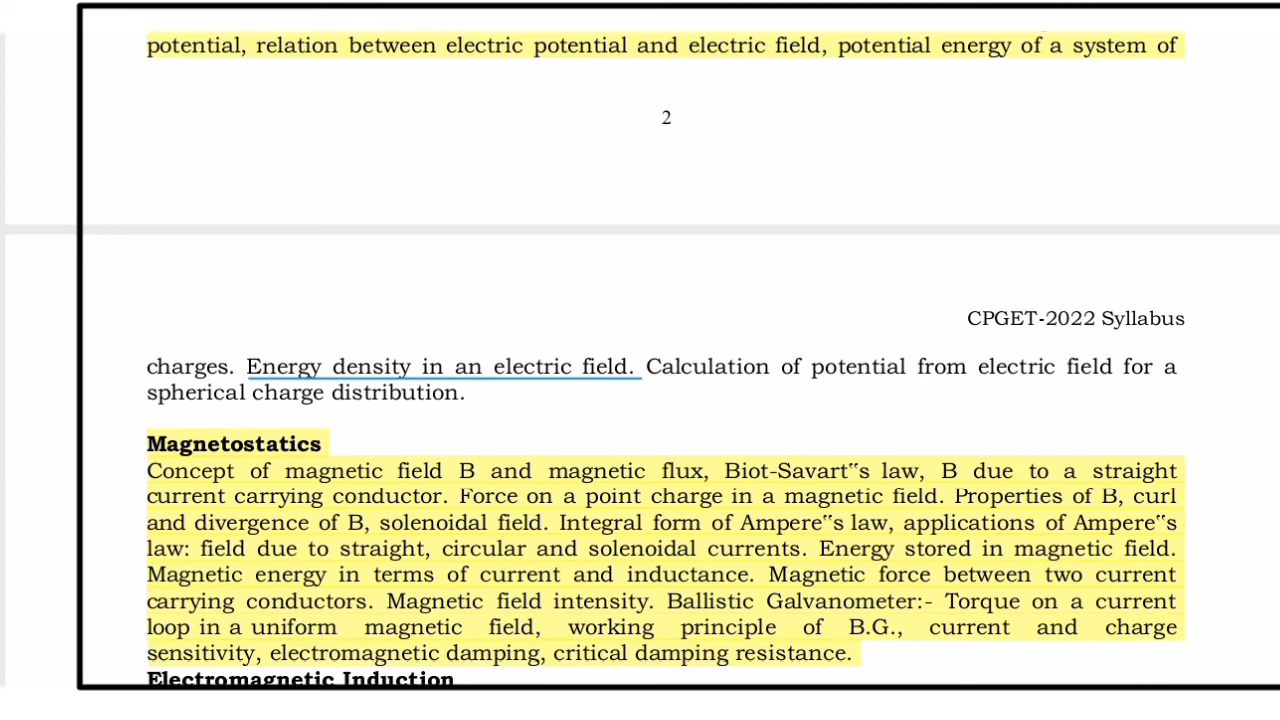 potential, relation between electric potential and electric field, potential energy of a system of
2
CPGET-2022 Syllabus
charges. Energy density in an electric field. Calculation of potential from electric field for a
spherical charge distribution.
Magnetostatics
Concept of magnetic field B and magnetic flux, Biot-Savart‟s law, B due to a straight
current carrying conductor. Force on a point charge in a magnetic field. Properties of B, curl
and divergence of B, solenoidal field. Integral form of Ampere‟s law, applications of Ampere‟s
law: field due to straight, circular and solenoidal currents. Energy stored in magnetic field.
Magnetic energy in terms of current and inductance. Magnetic force between two current
carrying conductors. Magnetic field intensity. Ballistic Galvanometer:- Torque on a current
loop in a uniform magnetic field, working principle of B.G., current and charge
sensitivity, electromagnetic damping, critical damping resistance.
Electromagnetic Induction